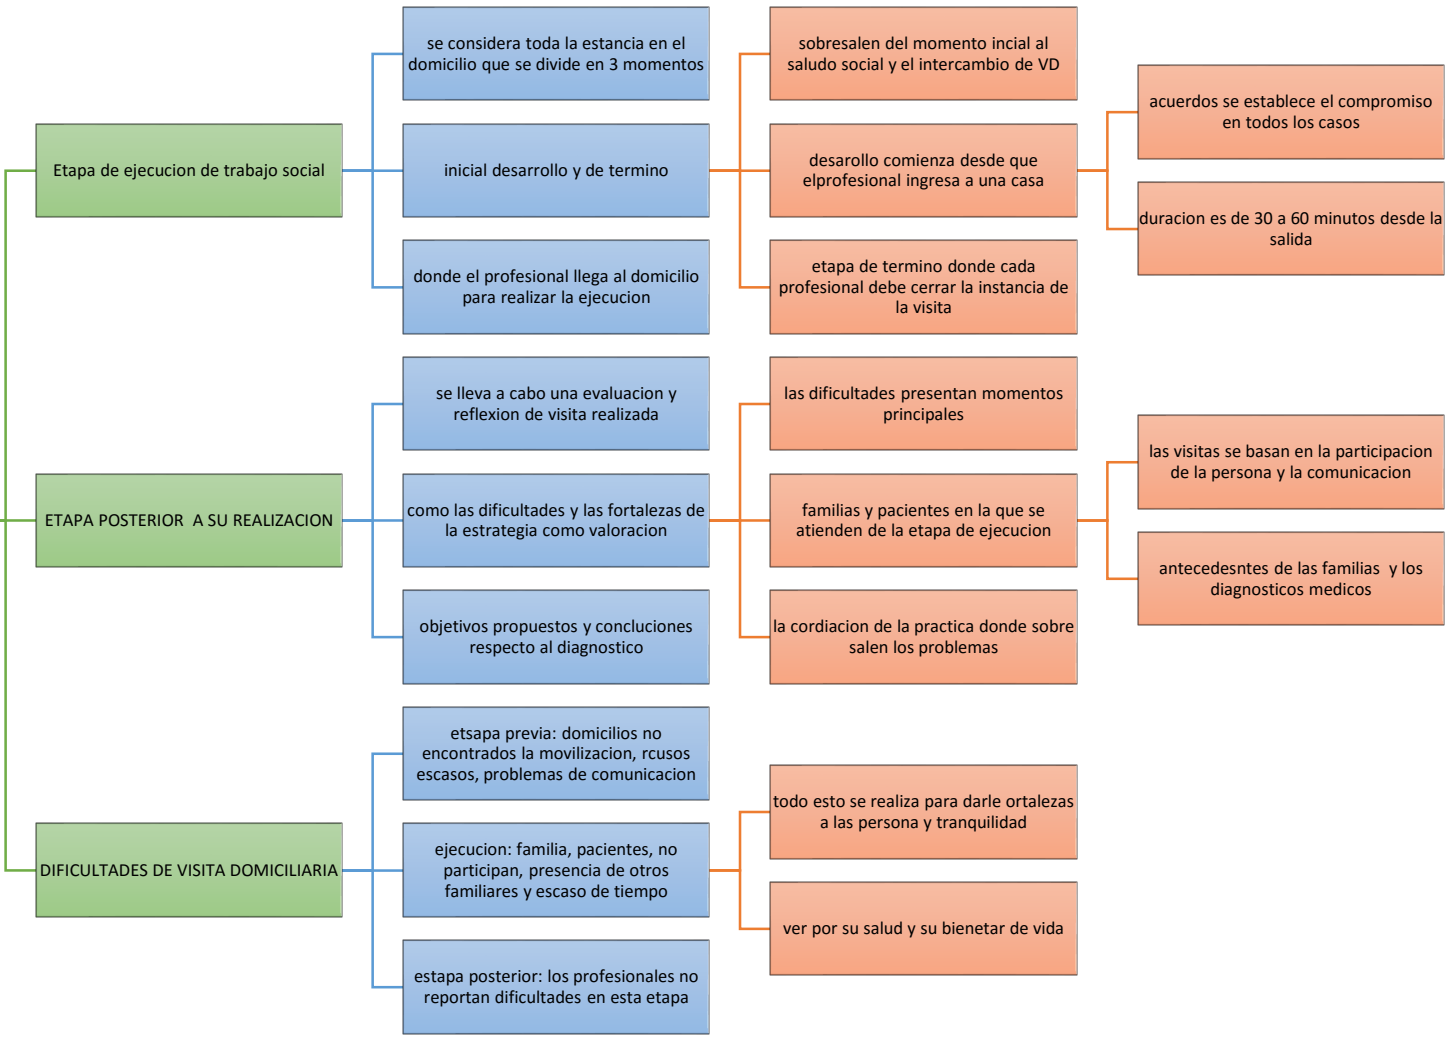 Etapa de ejecucion de trabajo social
se considera toda la estancia en el
domicilio que se divide en 3 momentos
inicial desarrollo y de termino
sobresalen del momento incial al
saludo social y el intercambio de VD
desarollo comienza desde que
elprofesional ingresa a una casa
acuerdos se establece el compromiso
en todos los casos
duracion es de 30 a 60 minutos desde la
salida
etapa de termino donde cada
profesional debe cerrar la instancia de
la visita
donde el profesional llega al domicilio
para realizar la ejecucion
ETAPA POSTERIOR A SU REALIZACION
se lleva a cabo una evaluacion y
reflexion de visita realizada
como las dificultades y las fortalezas de
la estrategia como valoracion
las dificultades presentan momentos
principales
familias y pacientes en la que se
atienden de la etapa de ejecucion
las visitas se basan en la participacion
de la persona y la comunicacion
antecedesntes de las familias y los
diagnosticos medicos
la cordiacion de la practica donde sobre
salen los problemas
objetivos propuestos y concluciones
respecto al diagnostico
DIFICULTADES DE VISITA DOMICILIARIA
etsapa previa: domicilios no
encontrados la movilizacion, rcusos
escasos, problemas de comunicacion
ejecucion: familia, pacientes, no
participan, presencia de otros
familiares y escaso de tiempo
todo esto se realiza para darle ortalezas
a las persona y tranquilidad
ver por su salud y su bienetar de vida
estapa posterior: los profesionales no
reportan dificultades en esta etapa